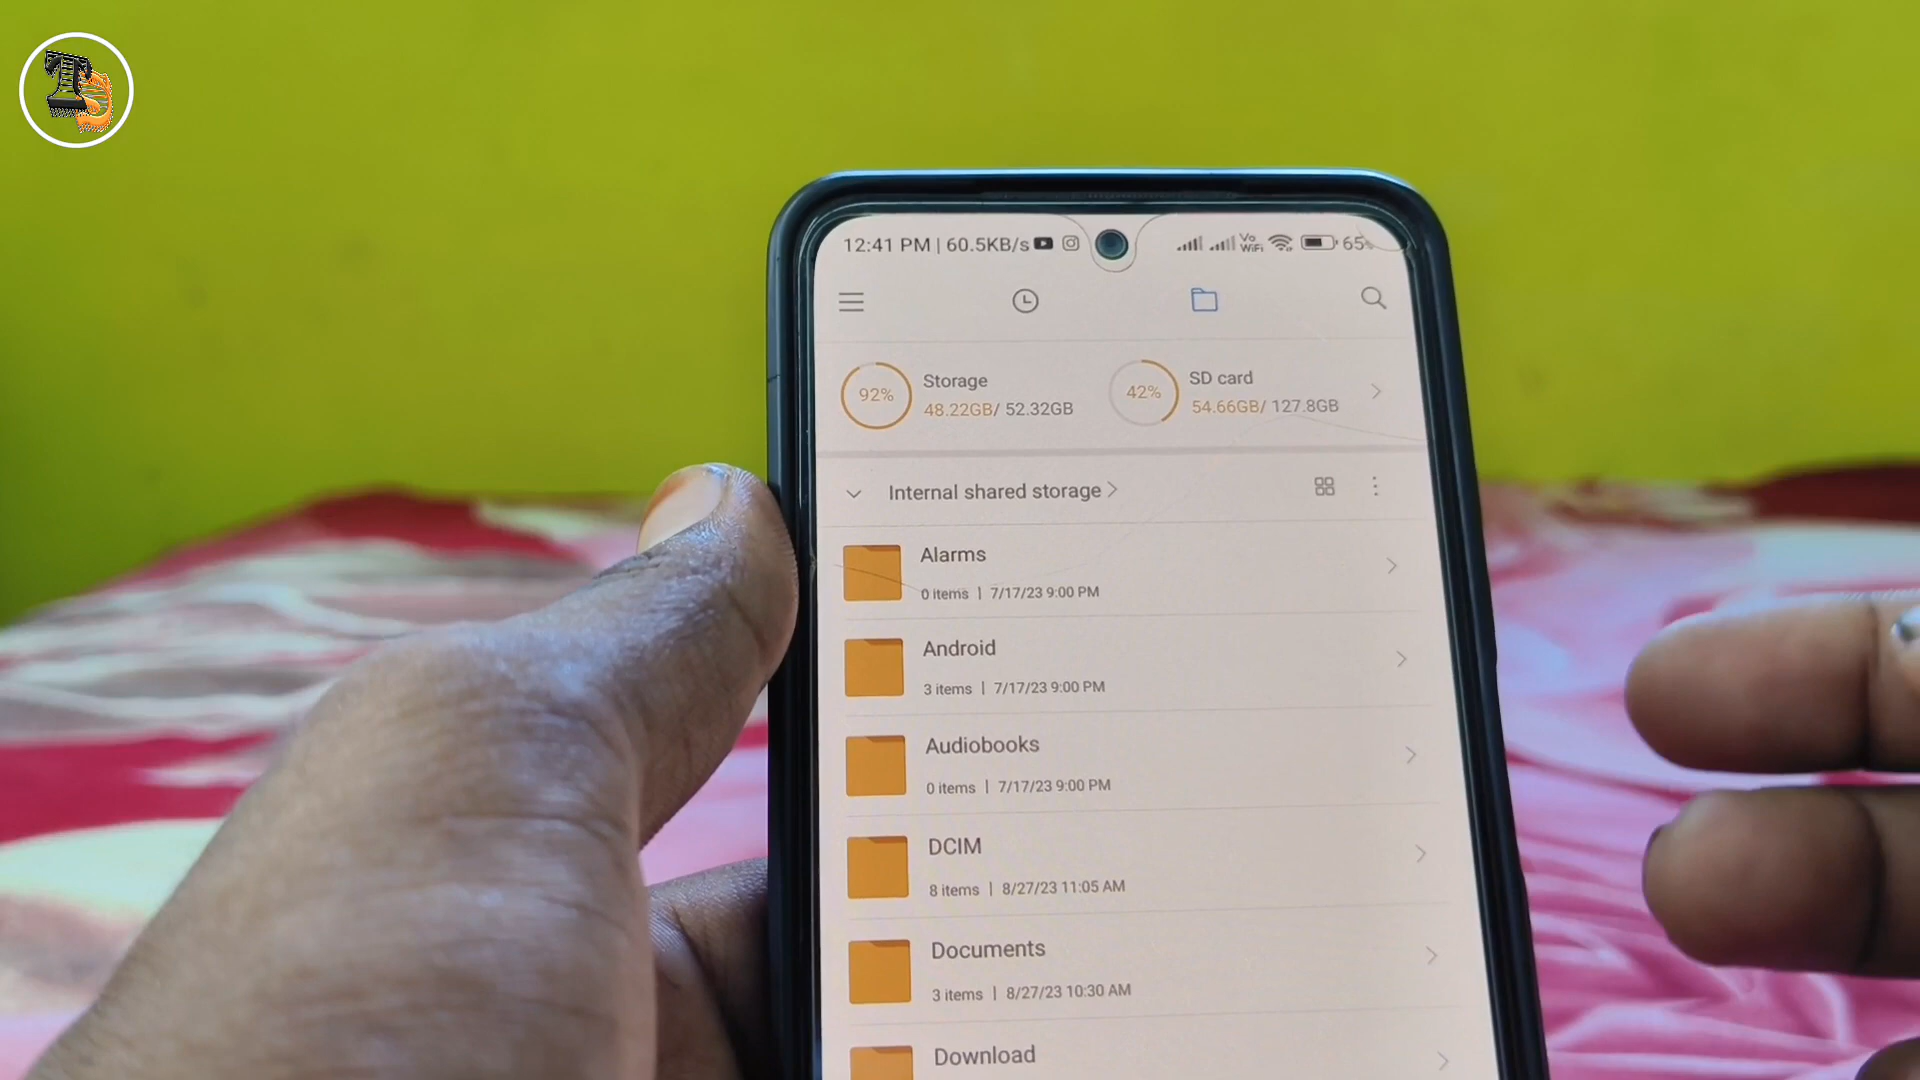 12:41 PM | 60.5KB/s
Vo
WiFi
65
92%
Storage
48.22GB/ 52.32GB
42%
SD card
54.66GB/ 127.8GB
Internal shared storage >
Alarms
0 items | 7/17/23 9:00 PM
Android
3 items | 7/17/23 9:00 PM
Audiobooks
0 items | 7/17/23 9:00 PM
DCIM
8 items | 8/27/23 11:05 AM
Documents
3 items | 8/27/23 10:30 AM
Download